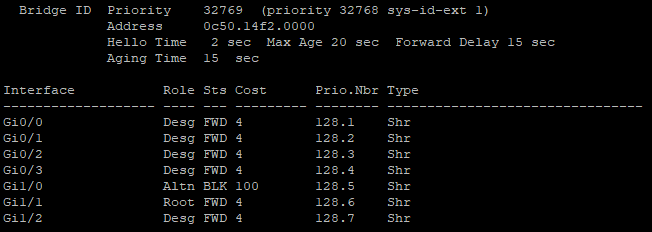 Bridge ID  Priority    32769  (priority 32768 sys-id-ext 1)
Address     0c50.14f2.0000
Hello Time   2 sec  Max Age 20 sec  Forward Delay 15 sec
Aging Time  15  sec
Interface           Role Sts Cost      Prio.Nbr Type
------------------- ---- --- --------- -------- --------------------------------
Gi0/0               Desg FWD 4         128.1    Shr
Gi0/1               Desg FWD 4         128.2    Shr
Gi0/2               Desg FWD 4         128.3    Shr
Gi0/3               Desg FWD 4         128.4    Shr
Gi1/0               Altn BLK 100       128.5    Shr
Gi1/1               Root FWD 4         128.6    Shr
Gi1/2               Desg FWD 4         128.7    Shr